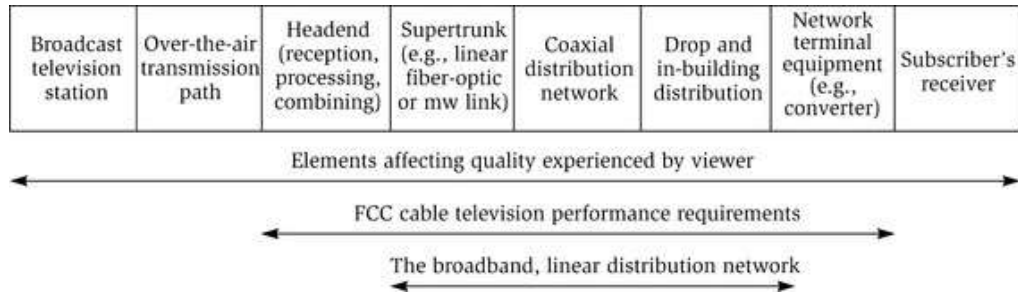 Broadcast
television
station
Over-the-air
transmission
path
Headend
(reception,
processing,
combining)
Supertrunk
(e.g., linear
fiber-optic
or mw link)
Coaxial
distribution
network
Drop and
in-building
distribution
Network
terminal
equipment
(e.g.,
converter)
Subscriber's
receiver
Elements affecting quality experienced by viewer
FCC cable television performance requirements
The broadband, linear distribution network